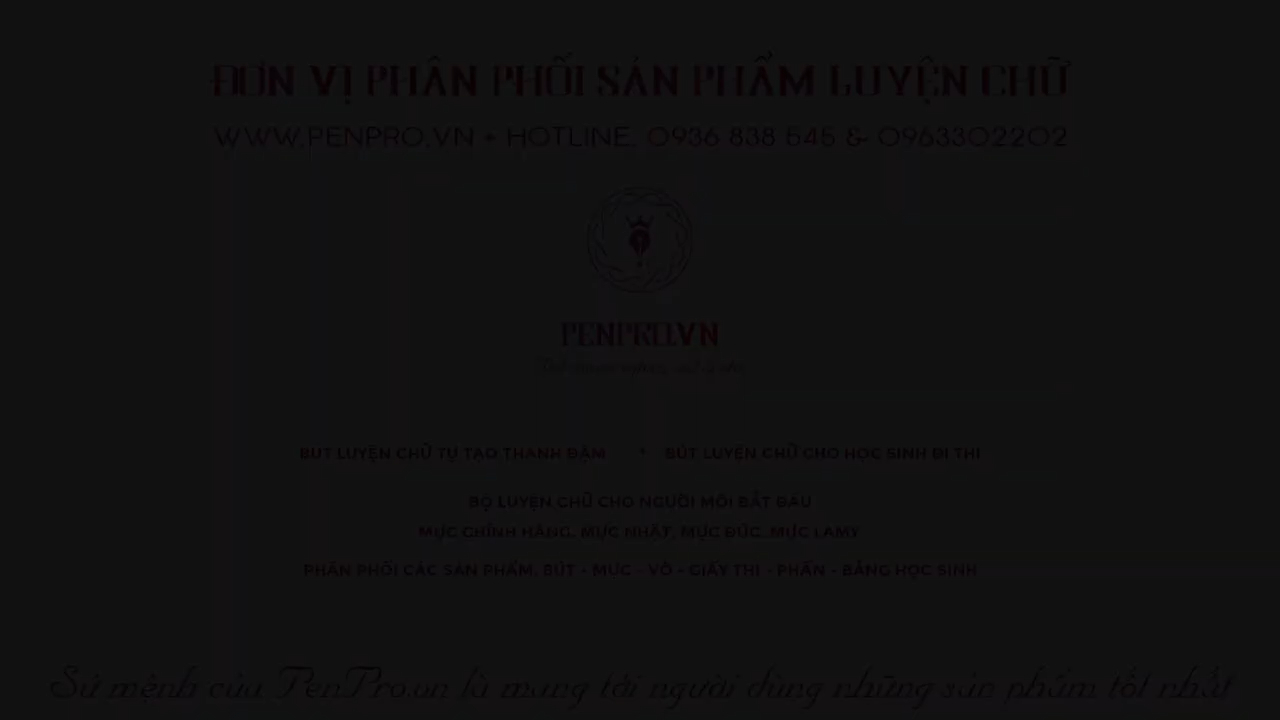 ĐƠN VỊ PHÂN PHỐI SẢN PHẨM LUYỆN CHỮ
WWW.PENPRO.VN + HOTLINE. 0936 838 545 & 0963302202
PENPRO.VN
BÚT LUYỆN CHỮ TỰ TẠO THANH ĐẬM • BÚT LUYỆN CHỮ CHO HỌC SINH ĐI THI
BỘ LUYỆN CHỮ CHO NGƯỜI MỚI BẮT ĐẦU
MỰC CHÍNH HÃNG. MỰC NHẬT, MỰC ĐỨC. MỰC LAMY
PHÂN PHỐI CÁC SẢN PHẨM. BÚT - MỰC - VỞ - GIẤY THI - PHẤN - BẢNG HỌC SINH
Sứ mệnh của PenPro.vn là mang tới người dùng những sản phẩm tốt nhất